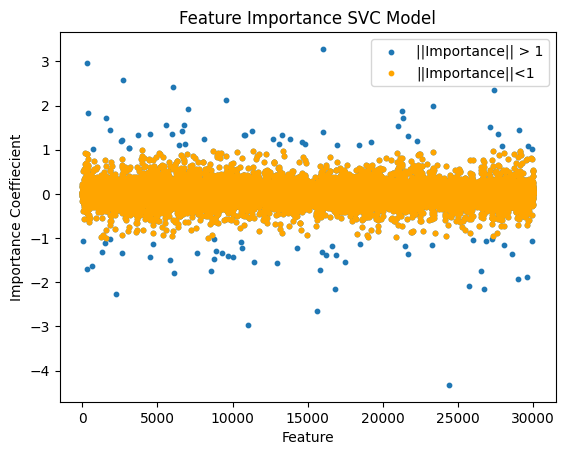 Feature Importance SVC Model
||Importance|| > 1
||Importance||<1
Importance Coeffiecient
3
2
1
0
−1
−2
−3
−4
0 5000 10000 15000 20000 25000 30000
Feature